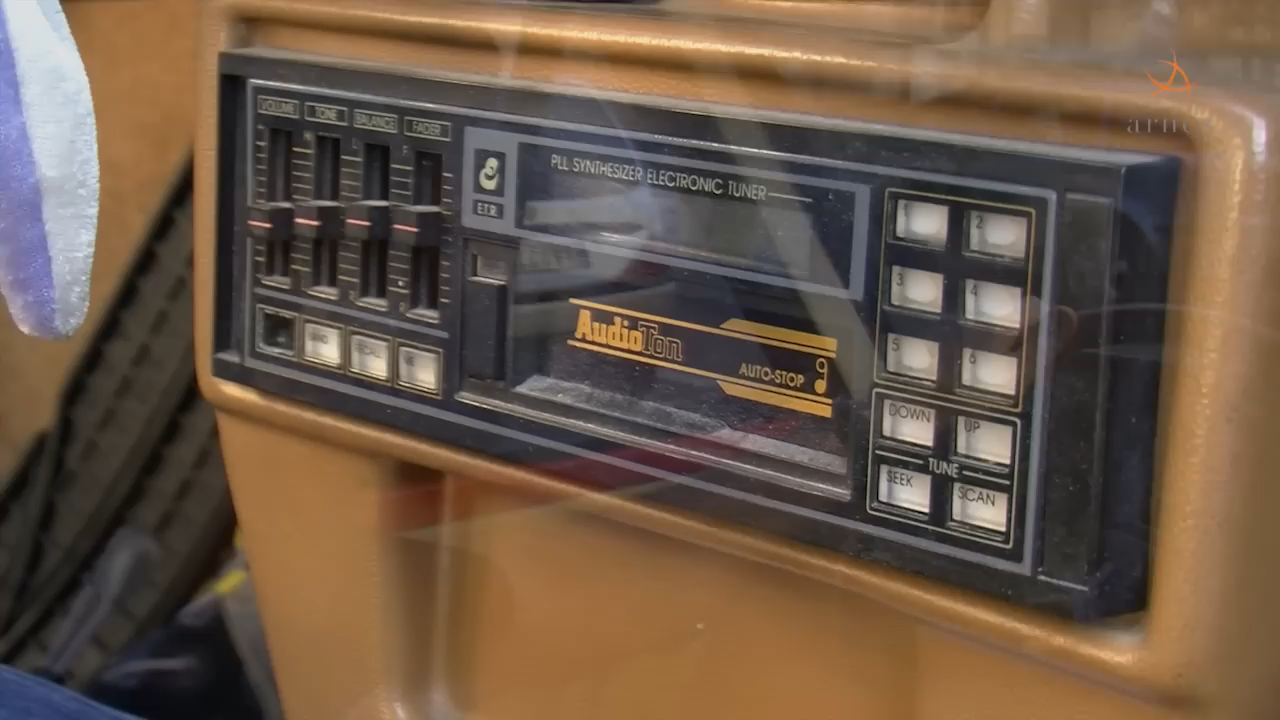 VOLUME TONE BALANCE FADER
E.T.R.
PLL SYNTHESIZER ELECTRONIC TUNER
AudioTon
AUTO-STOP
1 2
3 4
5 6
DOWN UP
TUNE
SEEK SCAN
RECALL